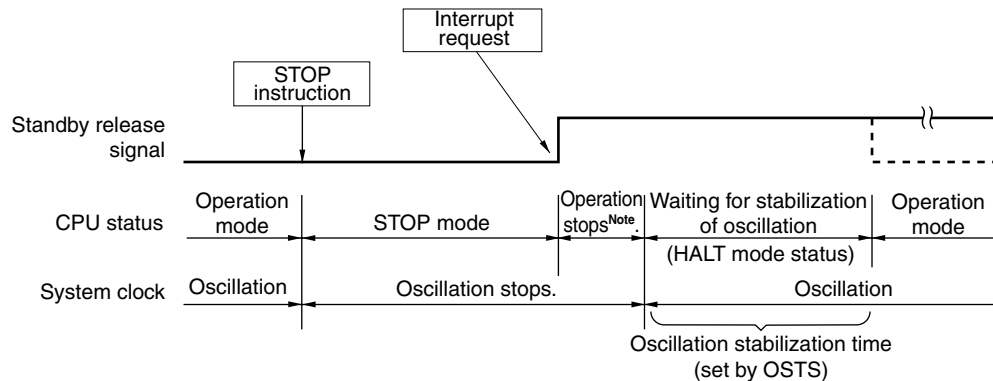 Interrupt
request
STOP
instruction
Standby release
signal
CPU status
Operation
mode
STOP mode
Operation
stopsNote.
Waiting for stabilization
of oscillation
(HALT mode status)
Operation
mode
System clock
Oscillation
Oscillation stops.
Oscillation
Oscillation stabilization time
(set by OSTS)